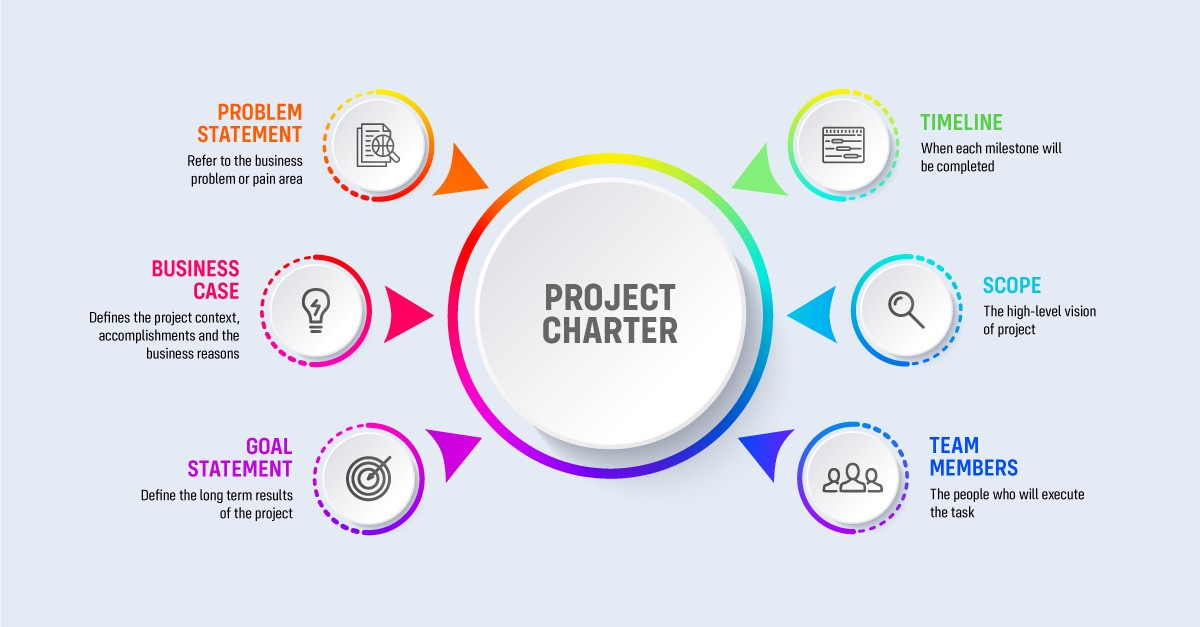 PROBLEM
STATEMENT
Refer to the business
problem or pain area
BUSINESS
CASE
Defines the project context,
accomplishments and the
business reasons
GOAL
STATEMENT
Define the long term results
of the project
PROJECT
CHARTER
TIMELINE
When each milestone will
be completed
SCOPE
The high-level vision
of project
TEAM
MEMBERS
The people who will execute
the task